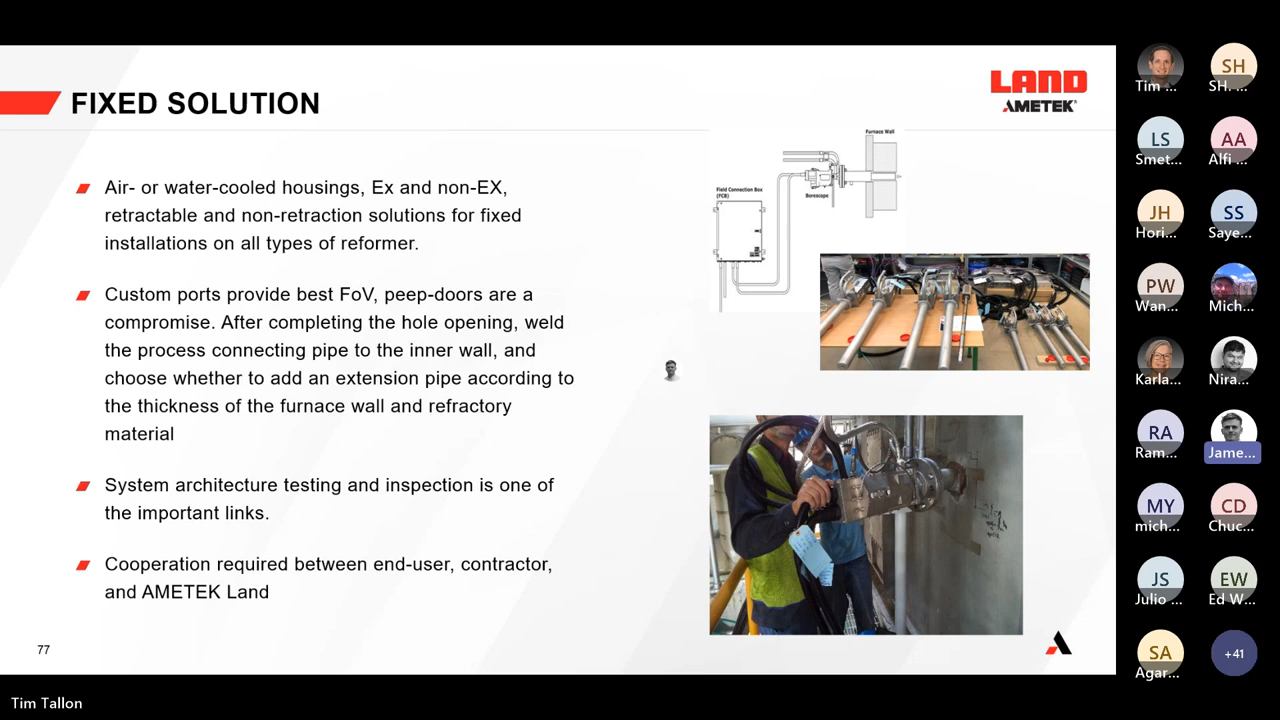 FIXED SOLUTION
LAND
AMETEK®
Air- or water-cooled housings, Ex and non-EX,
retractable and non-retraction solutions for fixed
installations on all types of reformer.
Custom ports provide best FoV, peep-doors are a
compromise. After completing the hole opening, weld
the process connecting pipe to the inner wall, and
choose whether to add an extension pipe according to
the thickness of the furnace wall and refractory
material
System architecture testing and inspection is one of
the important links.
Cooperation required between end-user, contractor,
and AMETEK Land
Furnace Wall
Field Connection Box
(FCB)
Borescope
77
Tim Tallon
Tim ...
SH
SH. ...
LS
Smet...
AA
Alfi ...
JH
Hori...
SS
Saye...
PW
Wan...
Mich...
Karla...
Nira...
RA
Ram...
Jame...
MY
mich...
CD
Chuc...
JS
Julio ...
EW
Ed W...
SA
Agar...
+41